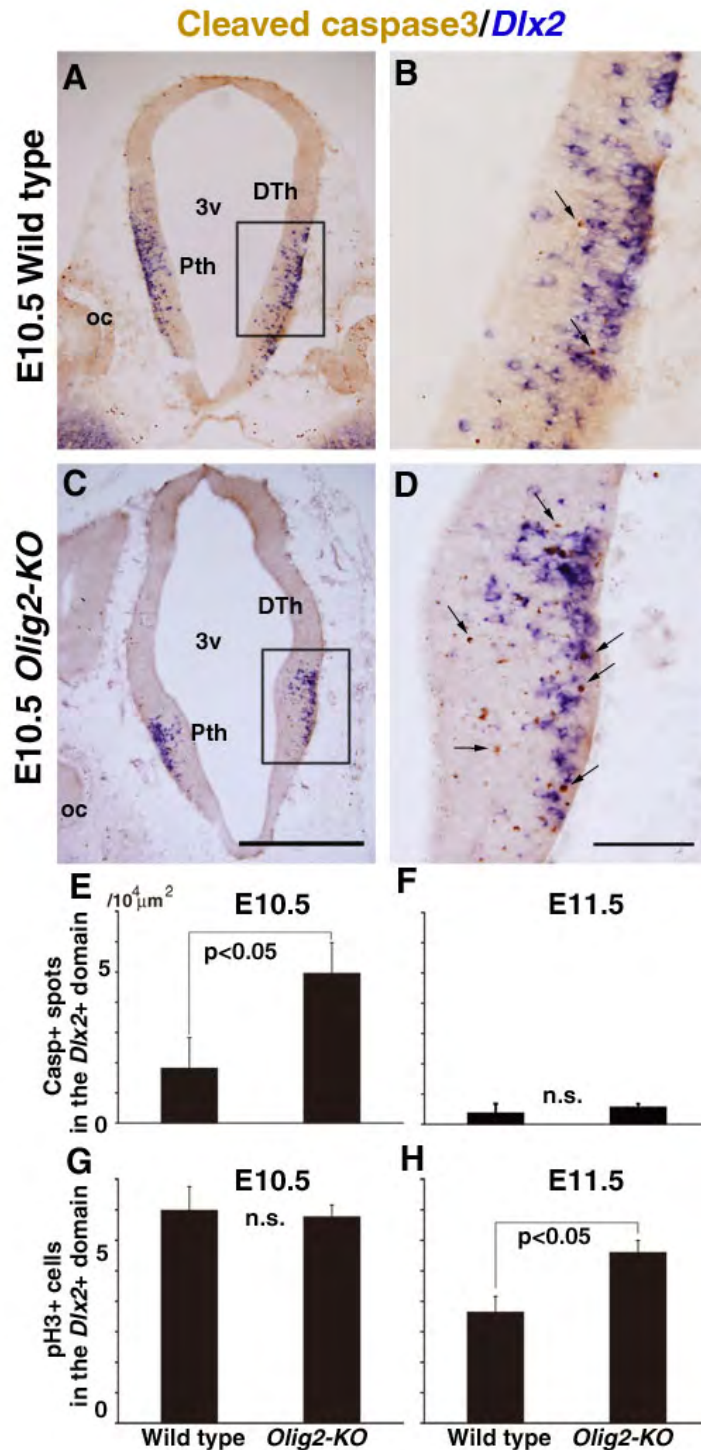 Cleaved caspase3/Dlx2
E10.5 Wild type
A
B
DTh
3v
Pth
oc
E10.5 Olig2-KO
C
D
DTh
3v
Pth
oc
E
/10⁴μm²
E10.5
p<0.05
Casp+ spots
in the Dlx2+ domain
5
0
F
E11.5
n.s.
G
E10.5
n.s.
pH3+ cells
in the Dlx2+ domain
5
0
Wild type
Olig2-KO
H
E11.5
p<0.05
Wild type
Olig2-KO